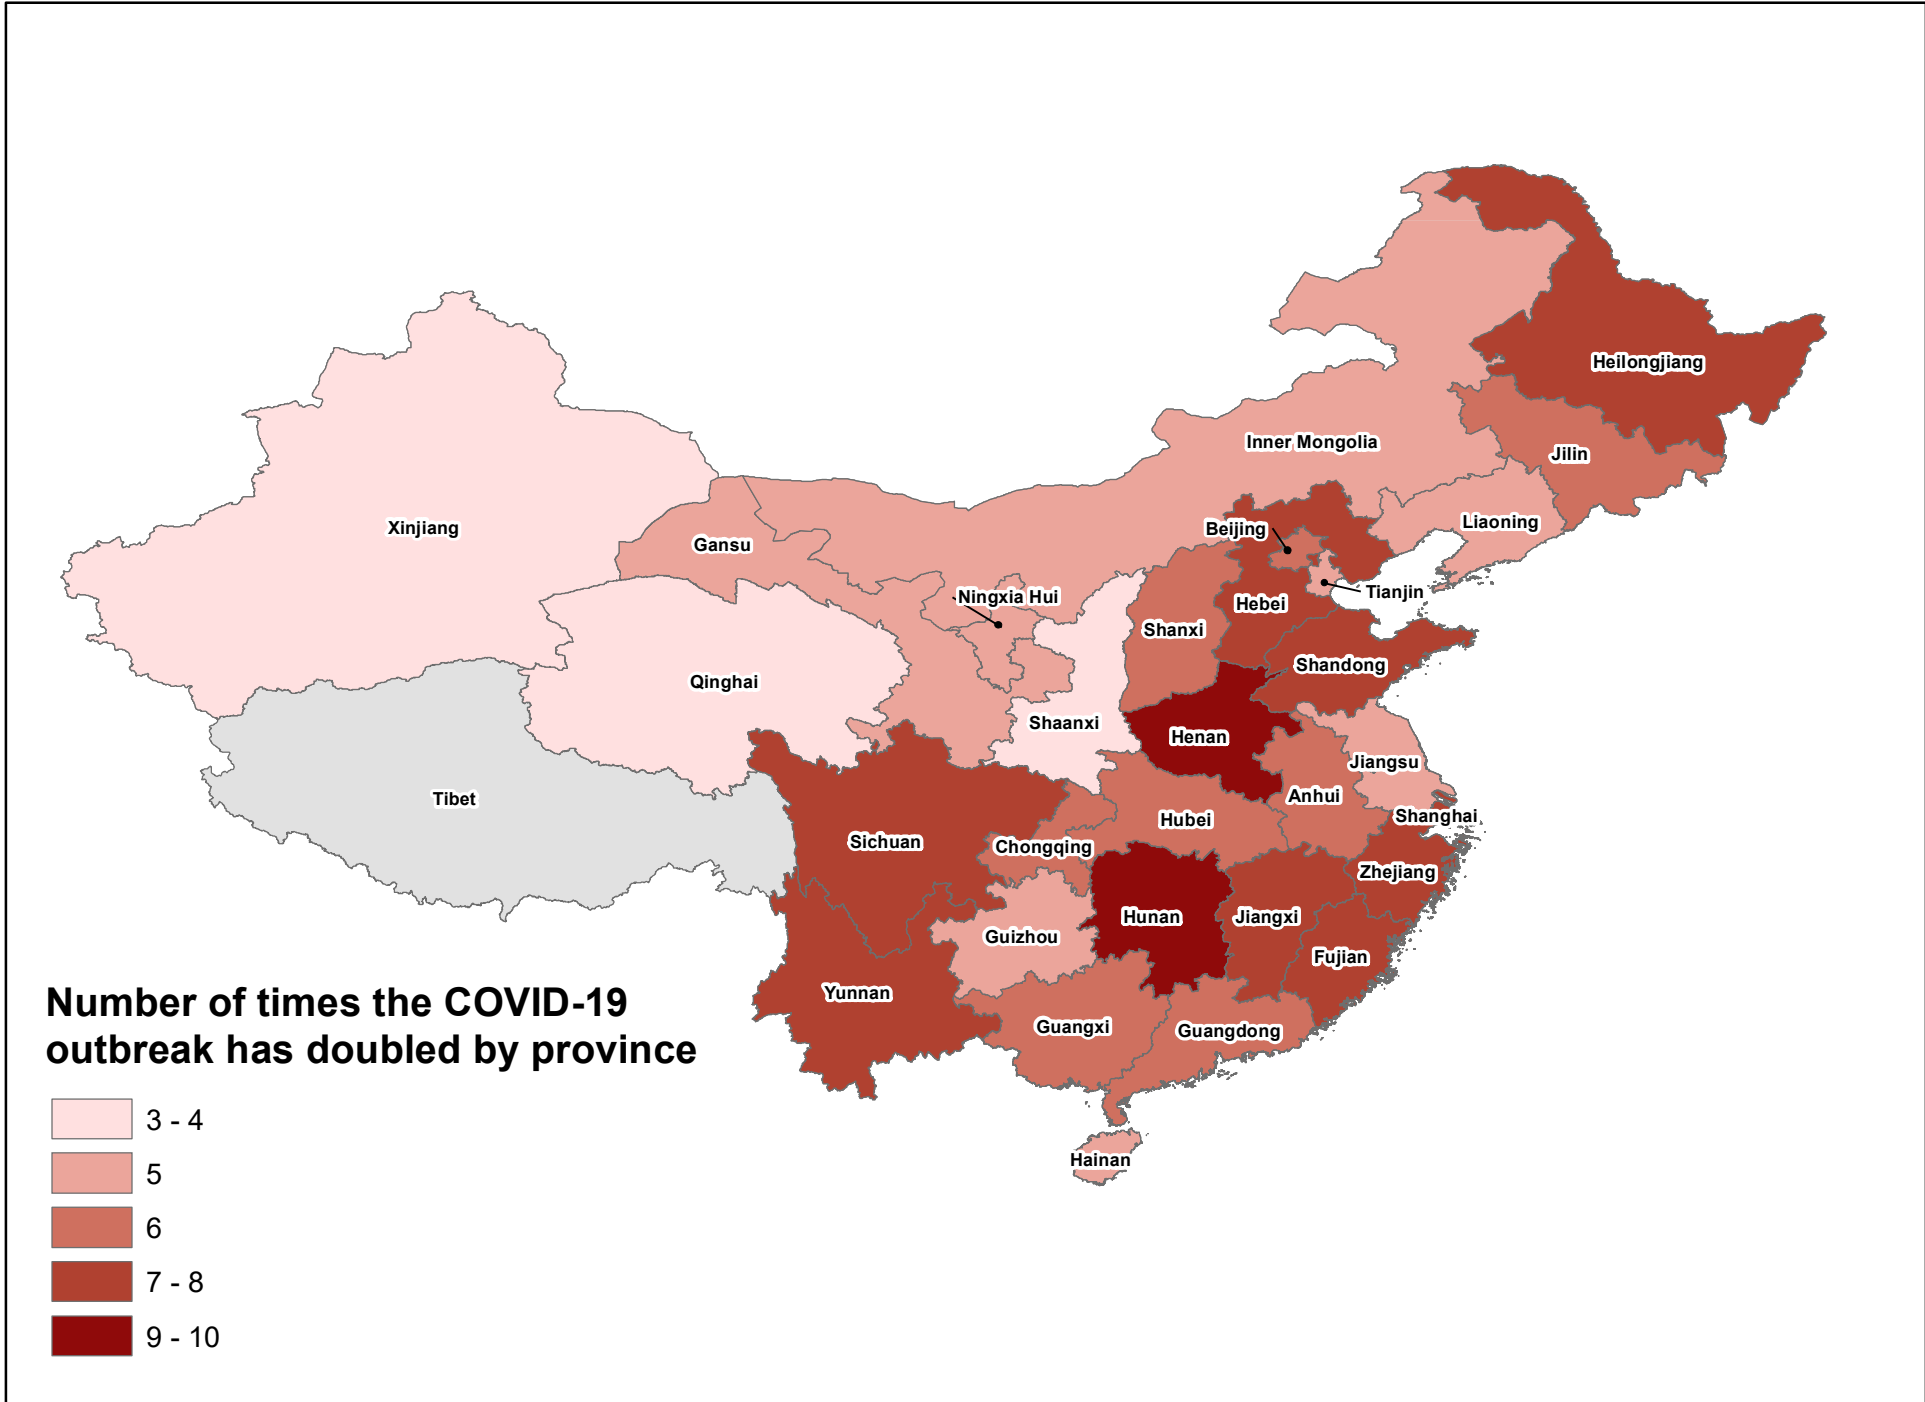 Heilongjiang
Inner Mongolia
Jilin
Xinjiang
Gansu
Beijing
Liaoning
Ningxia Hui
Tianjin
Hebei
Shanxi
Shandong
Qinghai
Shaanxi
Henan
Jiangsu
Tibet
Anhui
Hubei
Shanghai
Sichuan
Chongqing
Zhejiang
Hunan
Jiangxi
Guizhou
Fujian
Yunnan
Guangxi
Guangdong
Hainan
Number of times the COVID-19
outbreak has doubled by province
3 - 4
5
6
7 - 8
9 - 10